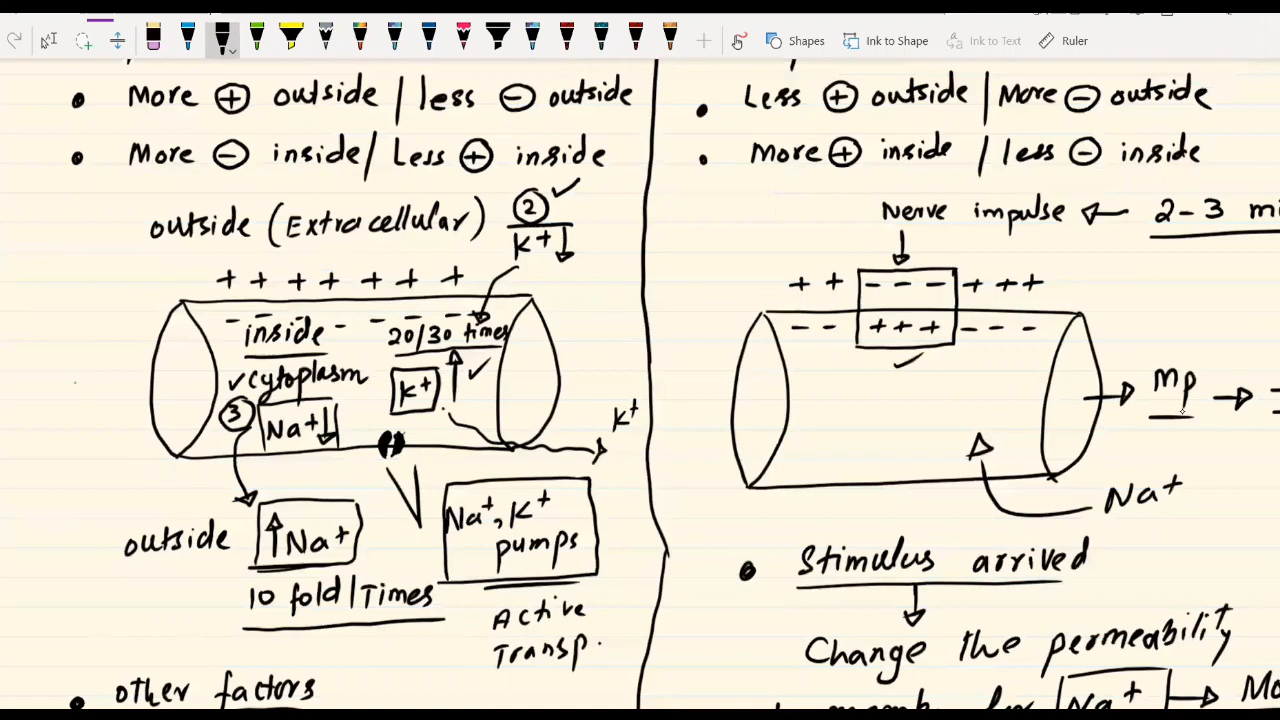 Shapes
Ink to Shape
Ink to Text
Ruler
• More ⊕ outside / less ⊖ outside
• More ⊖ inside / Less ⊕ inside
outside (Extracellular) ② ✓
K+ ↓
+ + + + + + +
- - - - - - -
inside 20/30 times
✓ cytoplasm
K+ ↑ ✓
③ Na+ ↓
K+
outside ↑ Na+
10 fold / Times
Na+, K+
pumps
Active
Transp.
• other factors
• Less ⊕ outside / More ⊖ outside
• More ⊕ inside / less ⊖ inside
Nerve impulse ← 2-3 mi
+ + - - - + + +
- - + + + - - -
✓
→ Mp →
Na+
• Stimulus arrived
↓
Change the permeability
Na+ → Mo